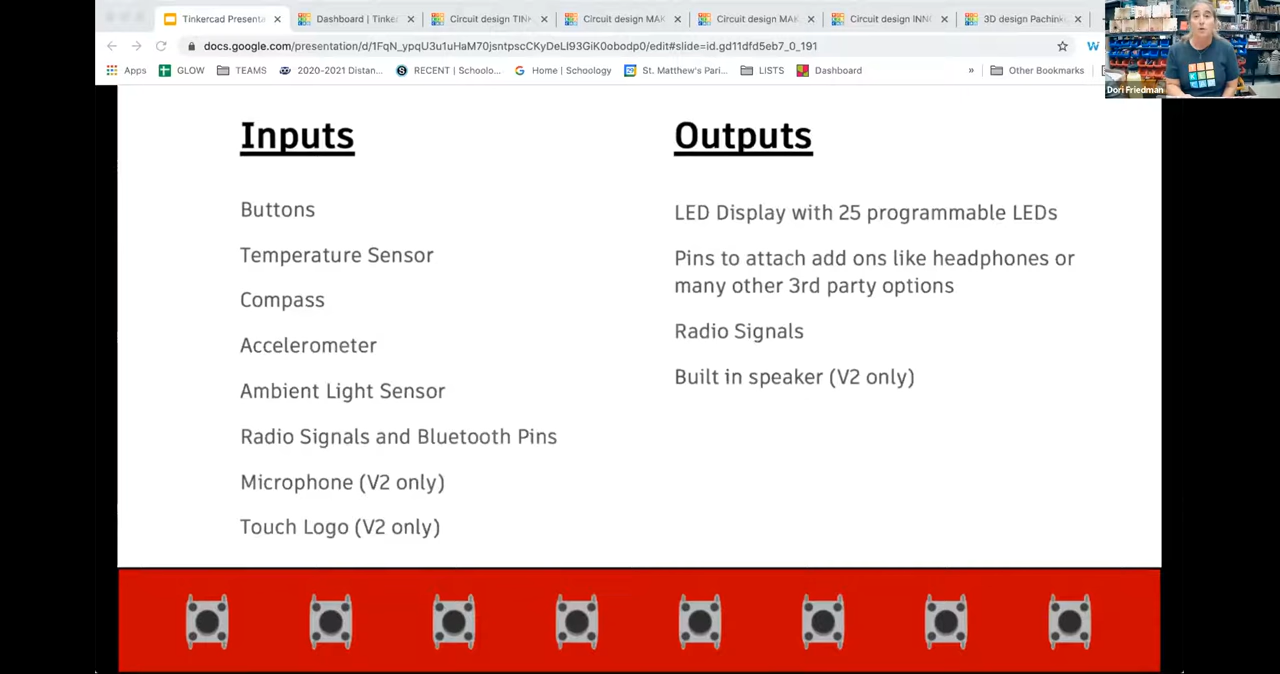 Tinkercad Presenta
Dashboard | Tinke
Circuit design TINK
Circuit design MAK
Circuit design MAK
Circuit design INN
3D design Pachink
docs.google.com/presentation/d/1FqN_ypqU3u1uHaM70jsntpscCKyDeLI93GiK0obodp0/edit#slide=id.gd11dfd5eb7_0_191
Apps
GLOW
TEAMS
2020-2021 Distan...
RECENT | Schoolo...
Home | Schoology
St. Matthew's Pari...
LISTS
Dashboard
»
Other Bookmarks
Dori Friedman
Inputs
Buttons
Temperature Sensor
Compass
Accelerometer
Ambient Light Sensor
Radio Signals and Bluetooth Pins
Microphone (V2 only)
Touch Logo (V2 only)
Outputs
LED Display with 25 programmable LEDs
Pins to attach add ons like headphones or
many other 3rd party options
Radio Signals
Built in speaker (V2 only)